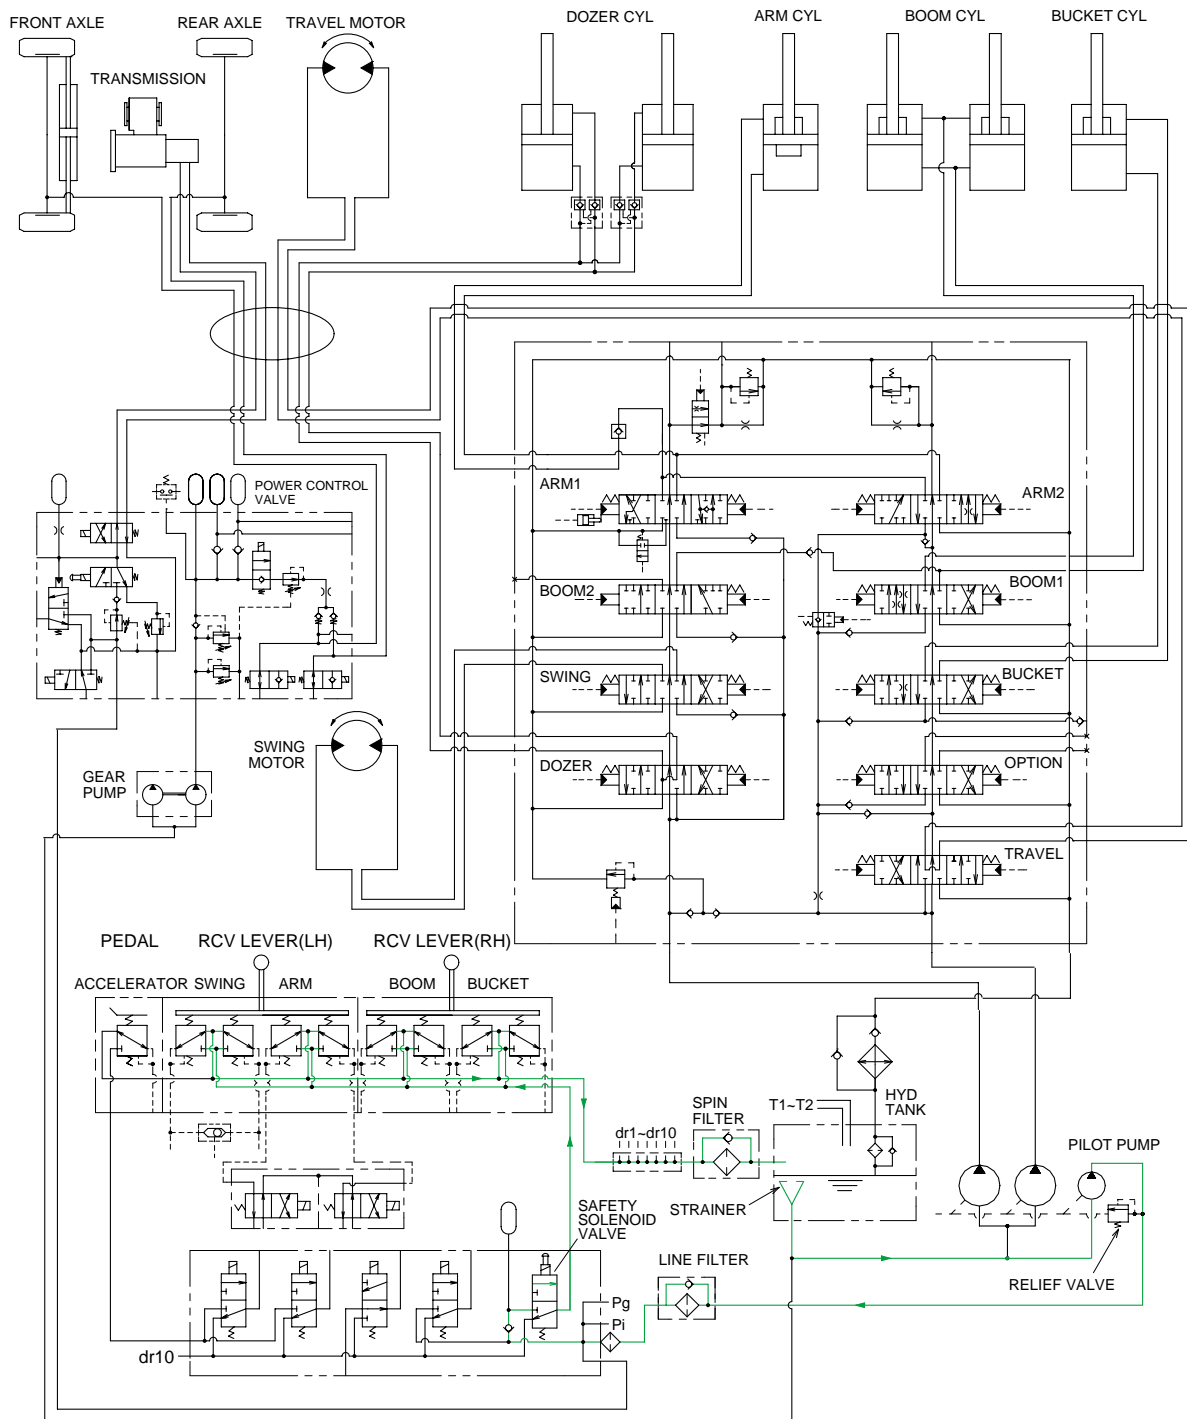 FRONT AXLE
REAR AXLE
TRAVEL MOTOR
DOZER CYL
ARM CYL
BOOM CYL
BUCKET CYL
TRANSMISSION
POWER CONTROL
VALVE
ARM1
ARM2
BOOM2
BOOM1
SWING
BUCKET
DOZER
OPTION
TRAVEL
SWING
MOTOR
GEAR
PUMP
PEDAL
RCV LEVER(LH)
RCV LEVER(RH)
ACCELERATOR
SWING
ARM
BOOM
BUCKET
HYD
TANK
T1~T2
SPIN
FILTER
dr1~dr10
PILOT PUMP
STRAINER
SAFETY
SOLENOID
VALVE
LINE FILTER
RELIEF VALVE
Pg
Pi
dr10